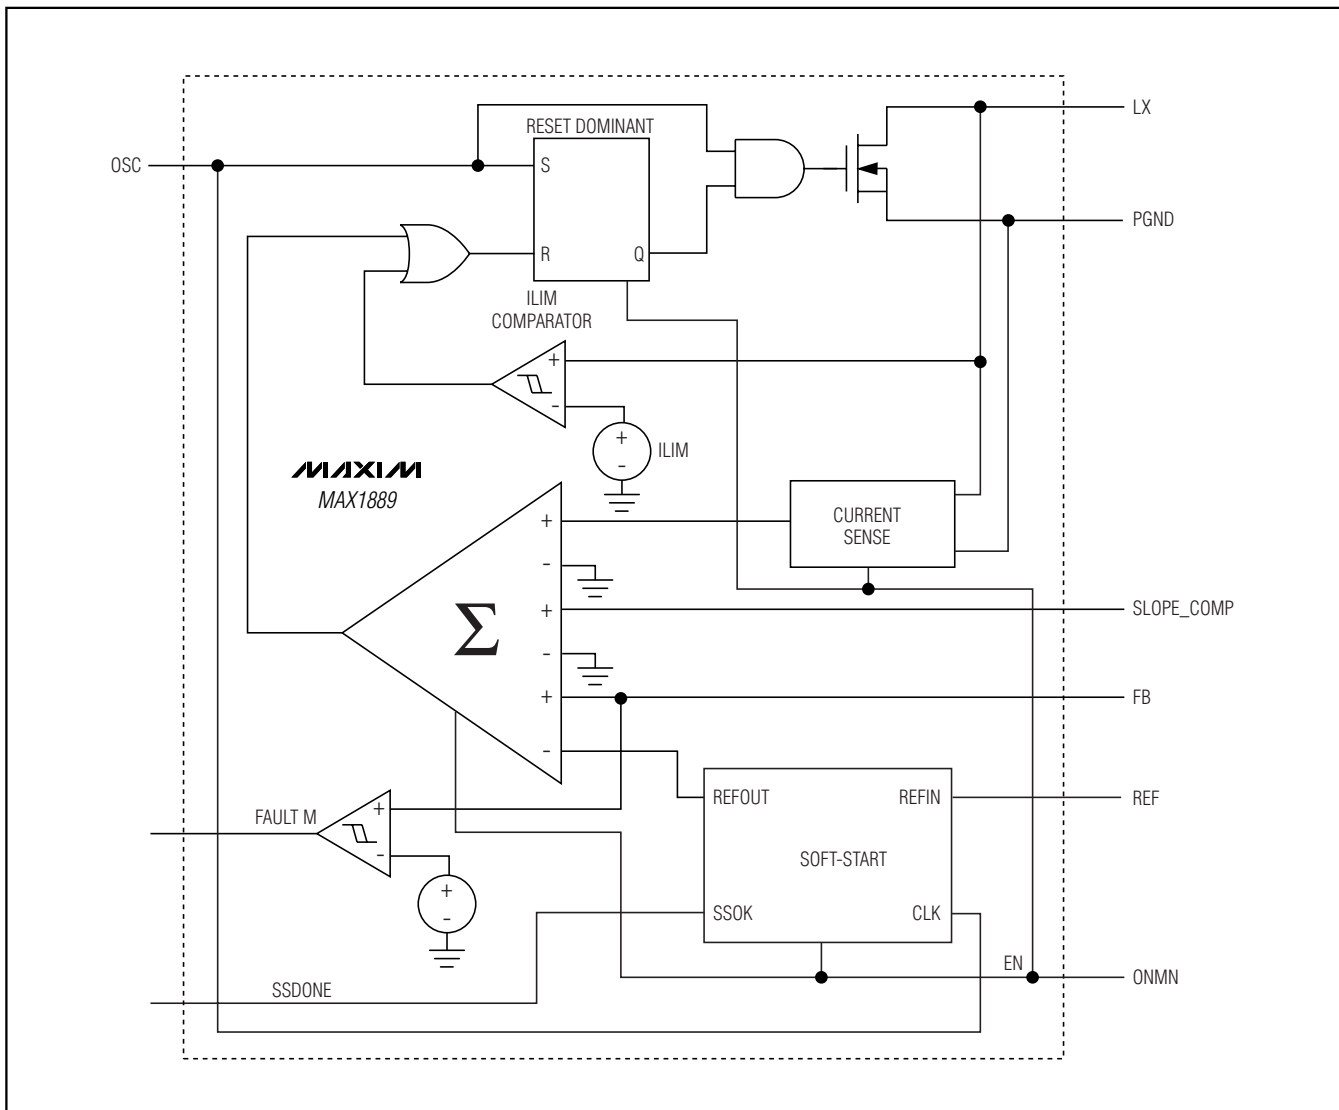 LX
RESET DOMINANT
OSC
S
PGND
R
Q
ILIM
COMPARATOR
+
-
+
-
ILIM
MAXIM
MAX1889
CURRENT
SENSE
+
-
+
SLOPE_COMP
Σ
-
+
FB
-
REFOUT
REFIN
REF
FAULT M
+
-
SOFT-START
+
-
SSOK
CLK
EN
ONMN
SSDONE